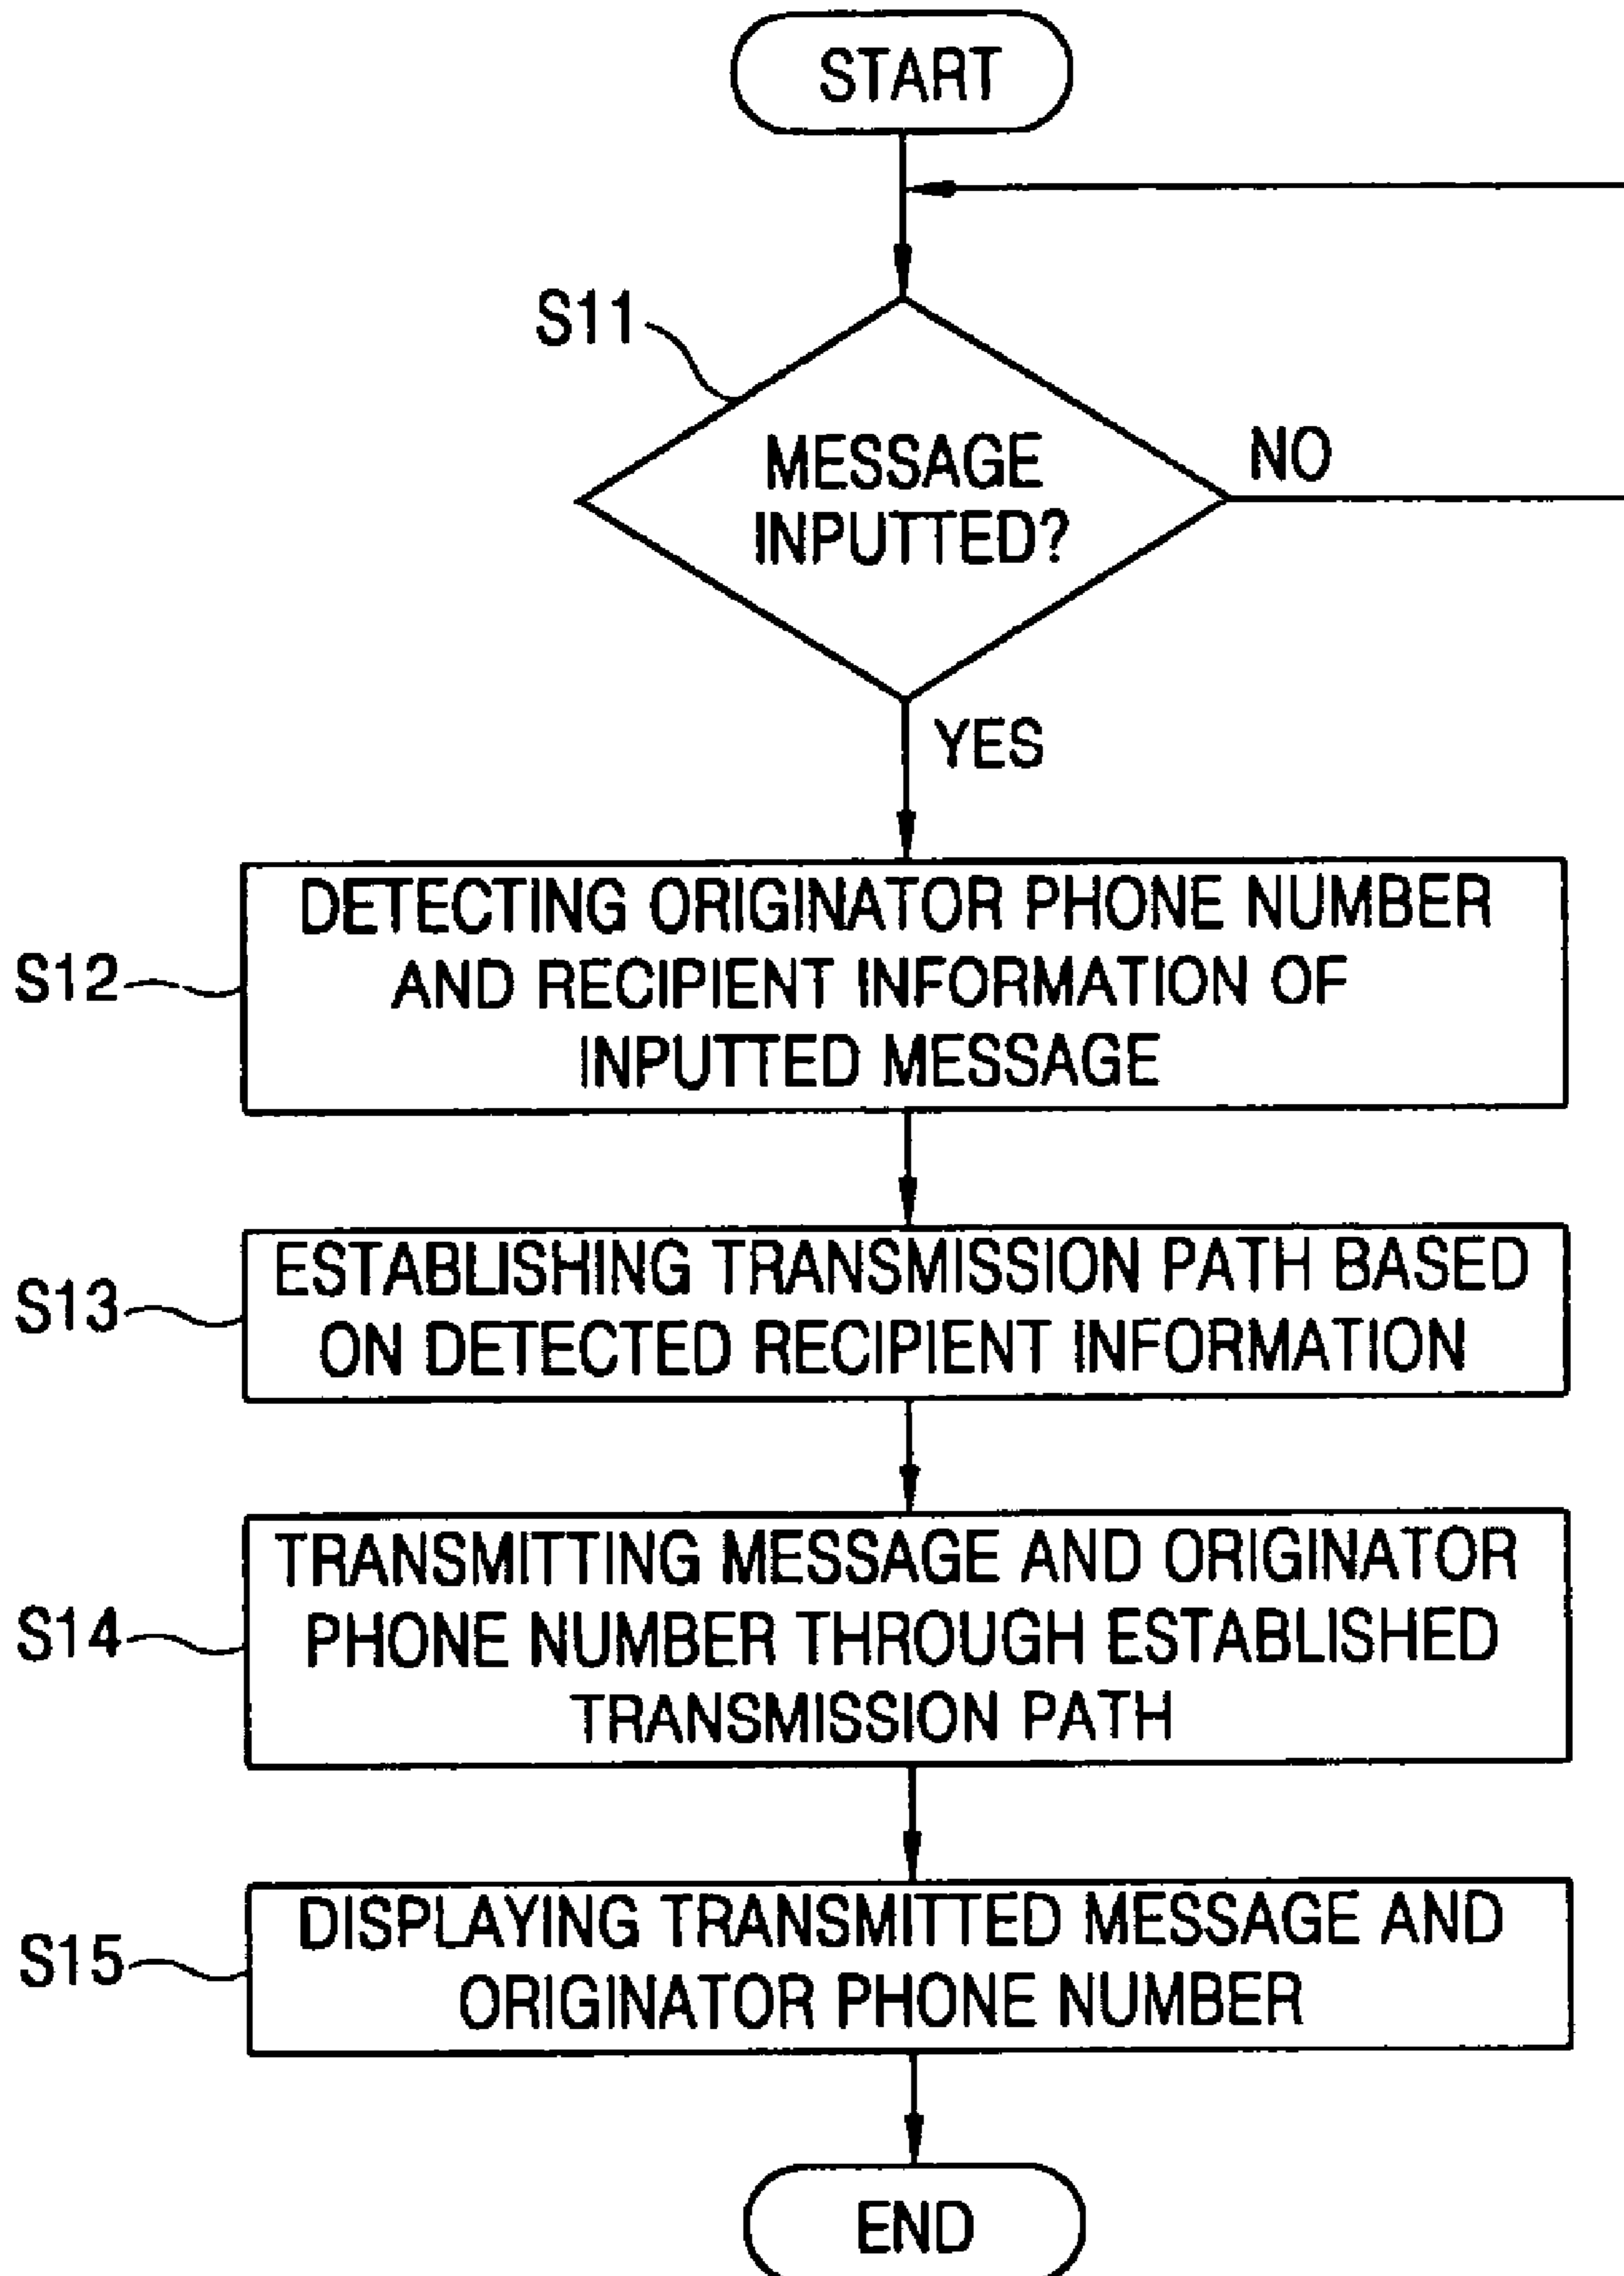 START
S11
MESSAGE
INPUTTED?
NO
YES
S12
DETECTING ORIGINATOR PHONE NUMBER
AND RECIPIENT INFORMATION OF
INPUTTED MESSAGE
S13
ESTABLISHING TRANSMISSION PATH BASED
ON DETECTED RECIPIENT INFORMATION
S14
TRANSMITTING MESSAGE AND ORIGINATOR
PHONE NUMBER THROUGH ESTABLISHED
TRANSMISSION PATH
S15
DISPLAYING TRANSMITTED MESSAGE AND
ORIGINATOR PHONE NUMBER
END